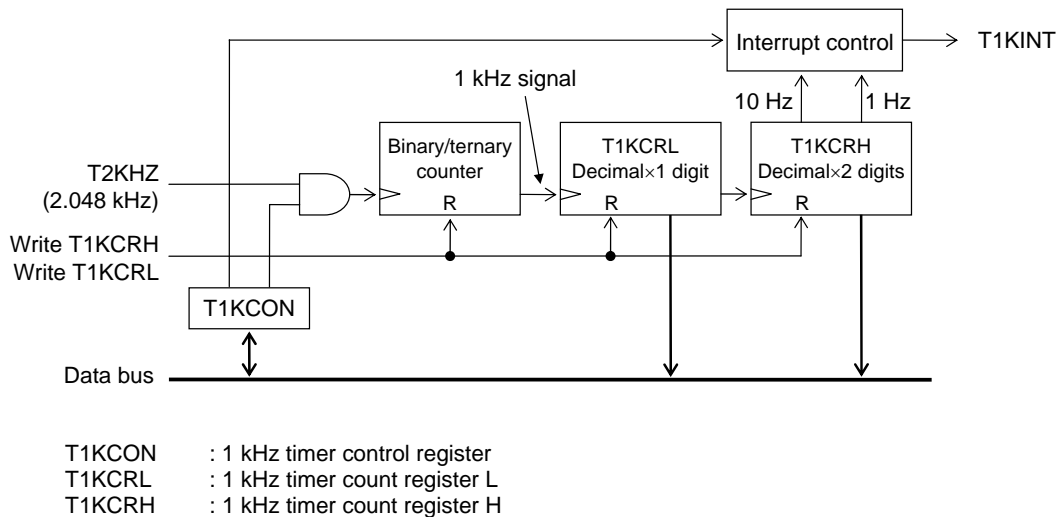 Interrupt control
T1KINT
1 kHz signal
10 Hz
1 Hz
T2KHZ
(2.048 kHz)
Binary/ternary
counter
R
T1KCRL
Decimal×1 digit
R
T1KCRH
Decimal×2 digits
R
Write T1KCRH
Write T1KCRL
T1KCON
Data bus
T1KCON : 1 kHz timer control register
T1KCRL : 1 kHz timer count register L
T1KCRH : 1 kHz timer count register H